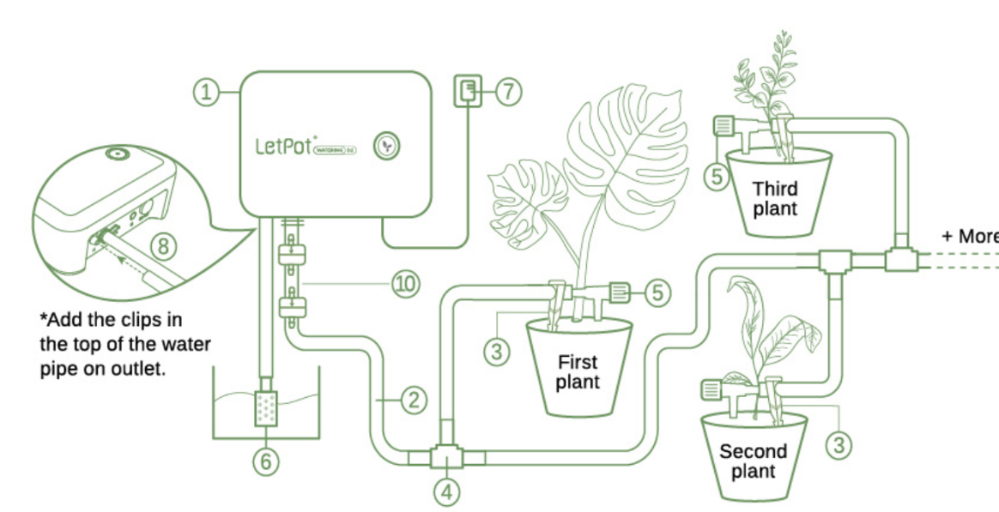 1
7
LetPot
WATERING
5
Third
plant
8
+ More
10
5
*Add the clips in
the top of the water
pipe on outlet.
3
First
plant
2
3
Second
plant
6
4